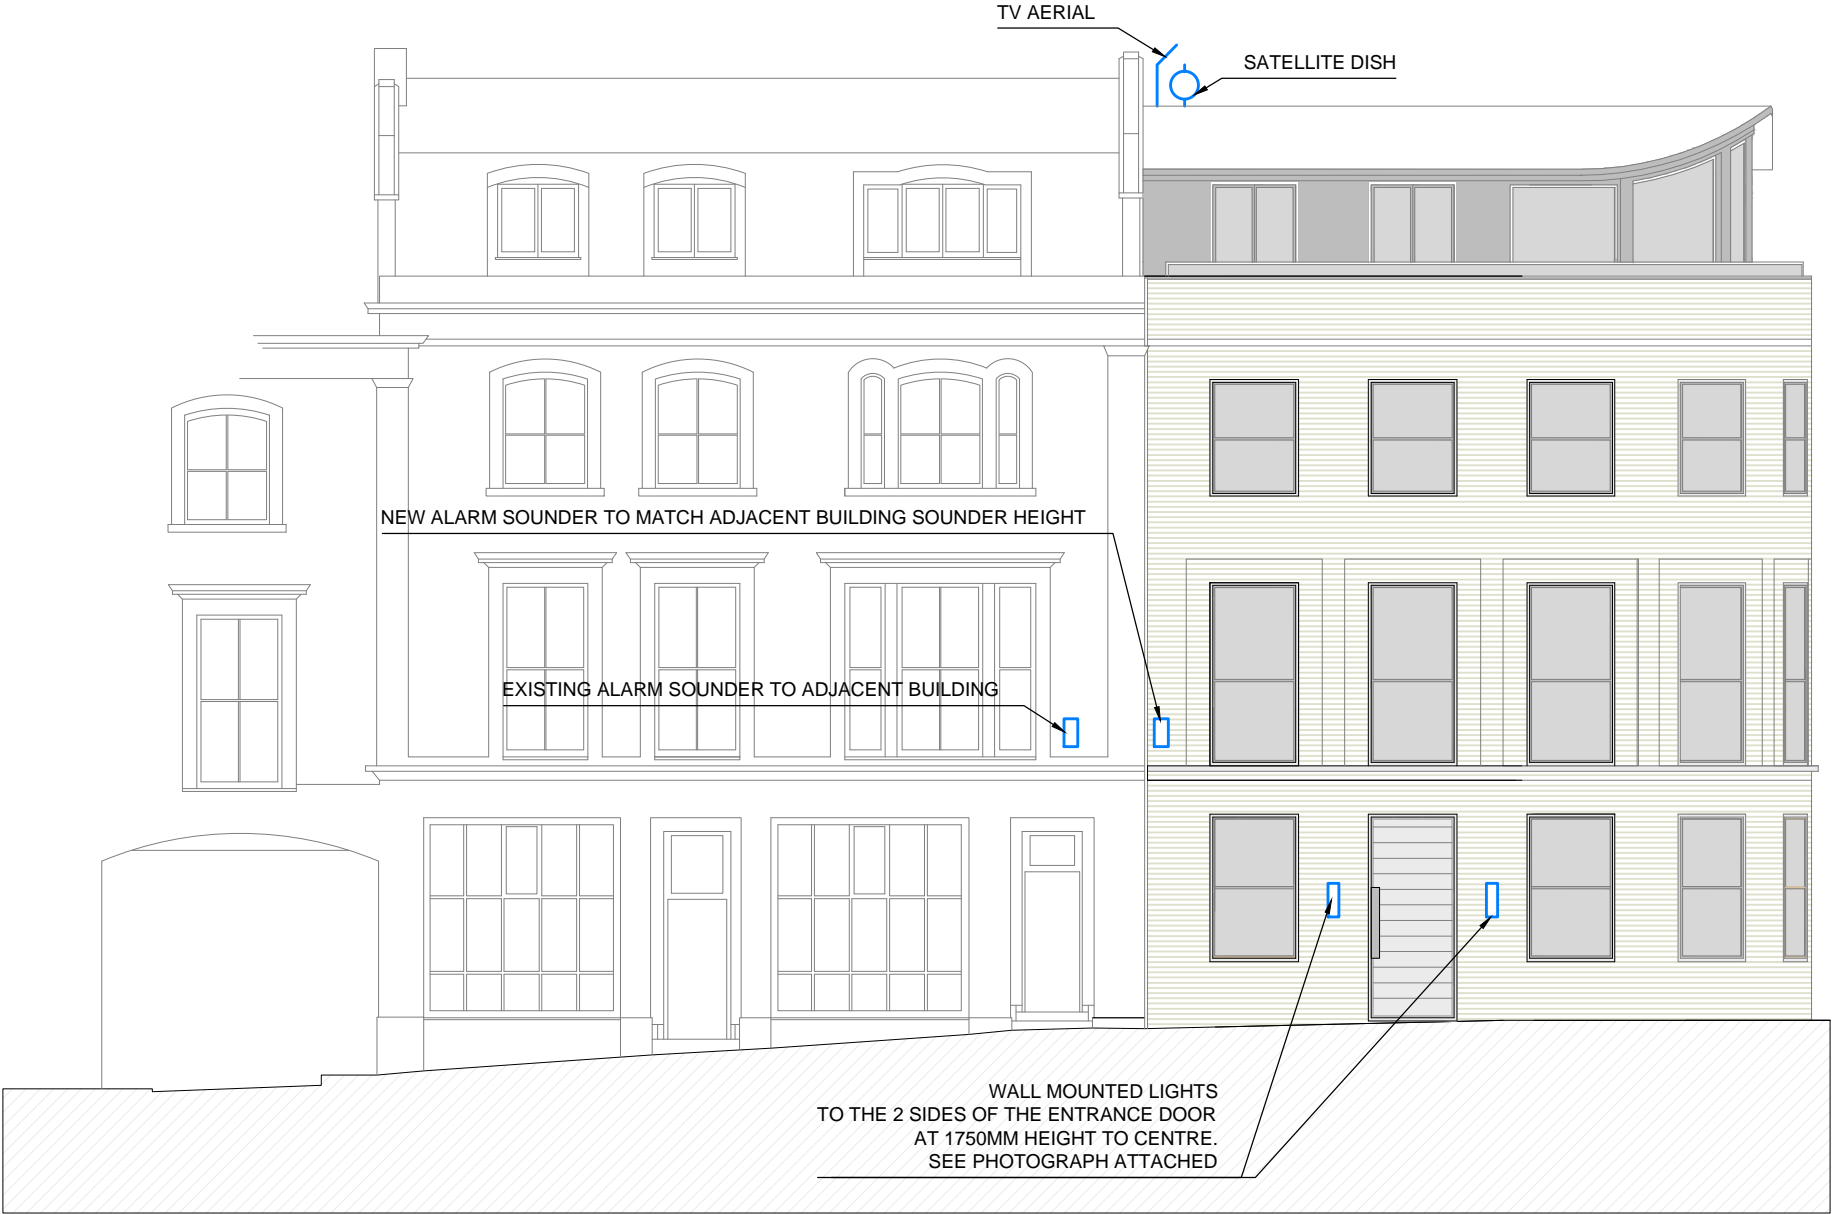 TV AERIAL
SATELLITE DISH
NEW ALARM SOUNDER TO MATCH ADJACENT BUILDING SOUNDER HEIGHT
EXISTING ALARM SOUNDER TO ADJACENT BUILDING
WALL MOUNTED LIGHTS
TO THE 2 SIDES OF THE ENTRANCE DOOR
AT 1750MM HEIGHT TO CENTRE.
SEE PHOTOGRAPH ATTACHED